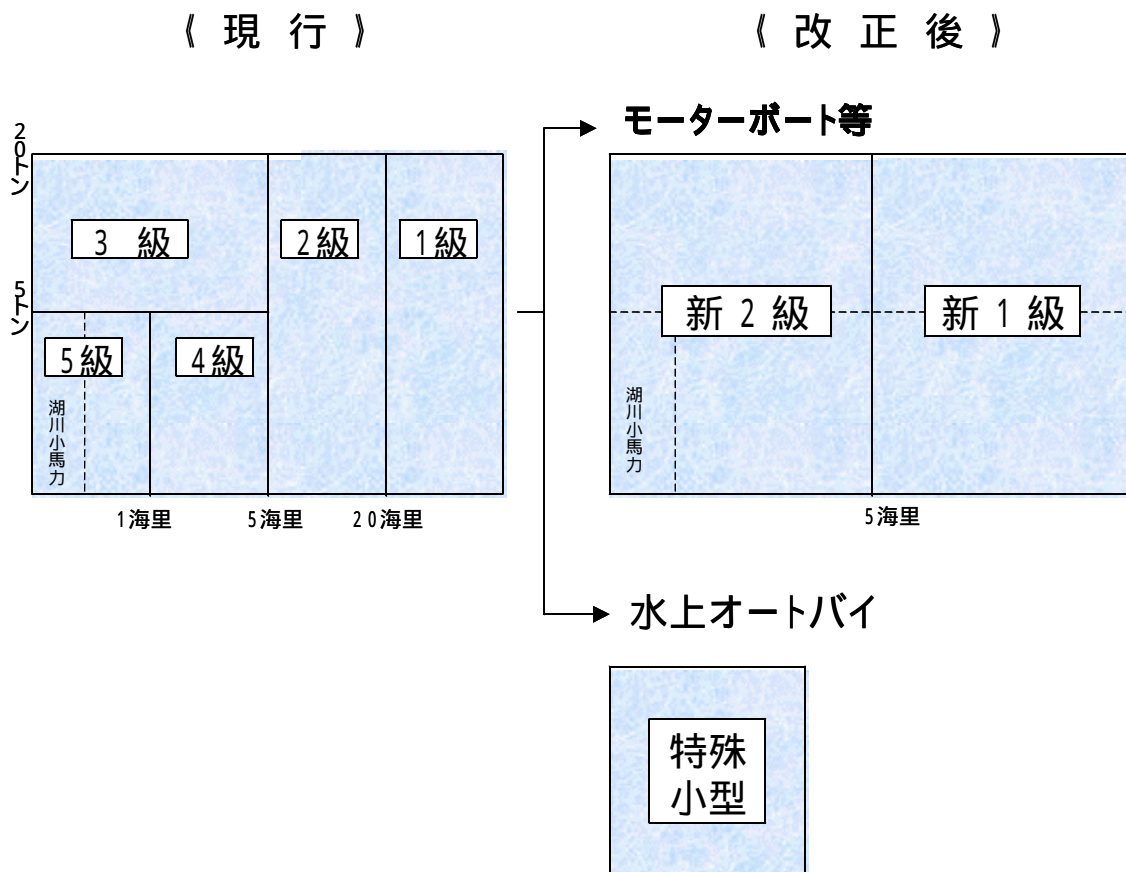 《 現 行 》
《 改 正 後 》
モーターボート等
20トン
3 級
2級
1級
5トン
新 2 級
新 1 級
5級
4級
湖川小馬力
湖川小馬力
1海里
5海里
20海里
5海里
水上オートバイ
特殊
小型